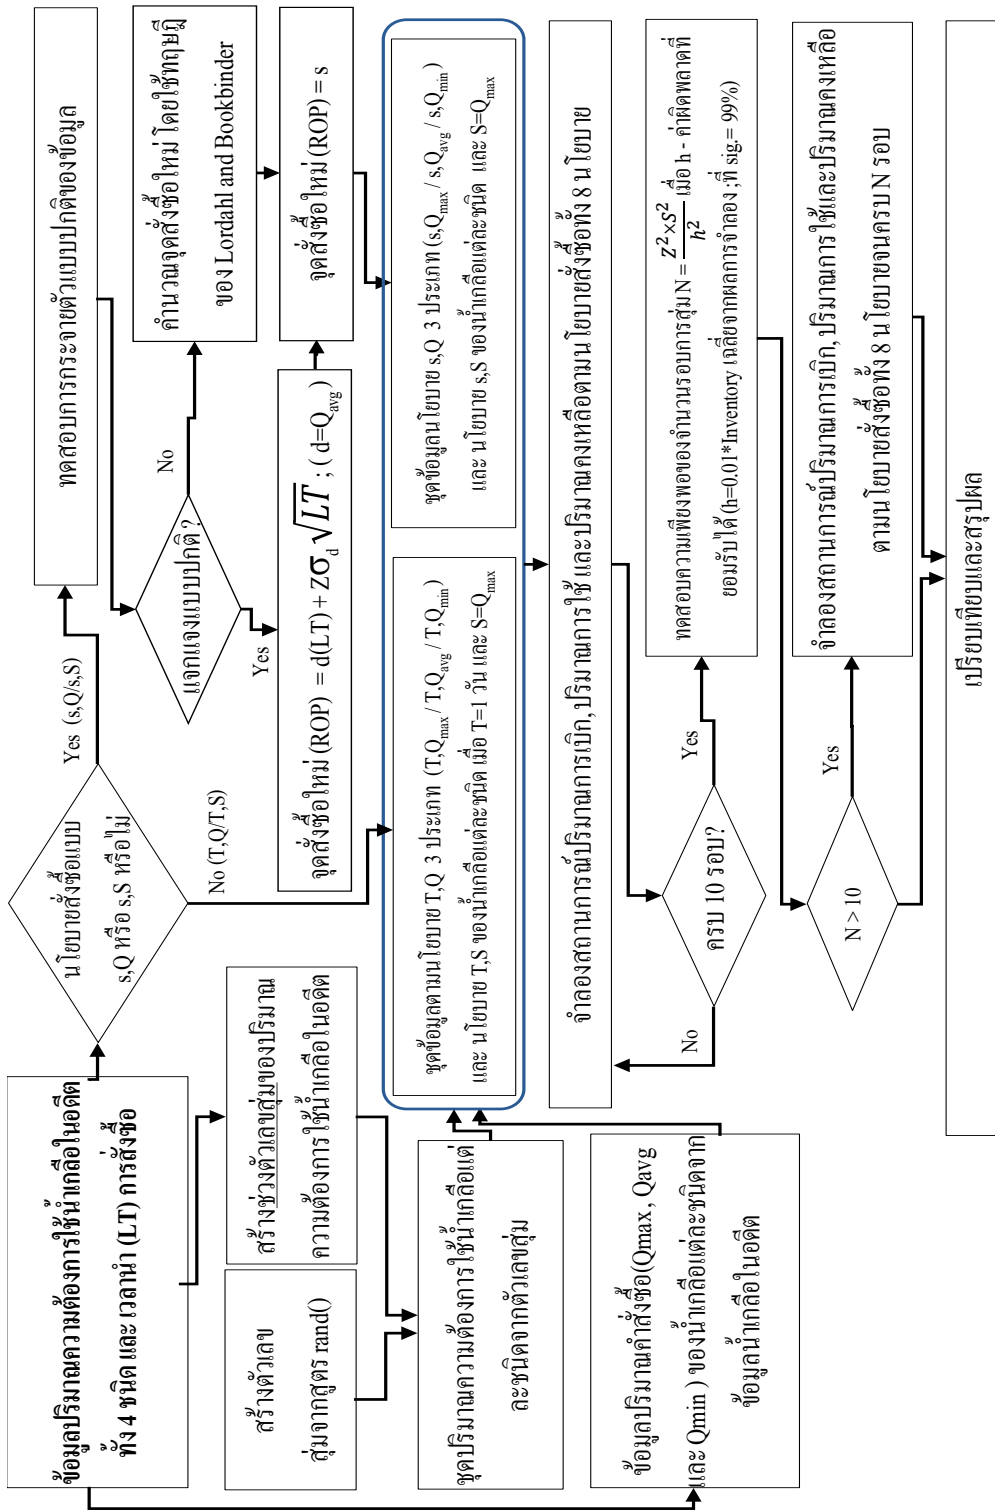 ข้อมูลปริมาณความต้องการใช้น้ำเกลือในอดีต
ทั้ง 4 ชนิด และ เวลานำ (LT) การสั่งซื้อ
นโยบายสั่งซื้อแบบ
s,Q หรือ s,S หรือไม่
Yes (s,Q/s,S)
No (T,Q/T,S)
ทดสอบการกระจายตัวแบบปกติของข้อมูล
แจกแจงแบบปกติ ?
No
Yes
คำนวณจุดสั่งซื้อใหม่ โดยใช้ทฤษฎี
ของ Lordahl and Bookbinder
จุดสั่งซื้อใหม่ (ROP) = d(LT) + Zσd √LT ; ( d=Qavg )
จุดสั่งซื้อใหม่ (ROP) = s
สร้างตัวเลข
สุ่มจากสูตร rand()
สร้างช่วงตัวเลขสุ่มของปริมาณ
ความต้องการใช้น้ำเกลือในอดีต
ชุดปริมาณความต้องการใช้น้ำเกลือแต่
ละชนิดจากตัวเลขสุ่ม
ข้อมูลปริมาณคำสั่งซื้อ(Qmax , Qavg
และ Qmin ) ของน้ำเกลือแต่ละชนิดจาก
ข้อมูลน้ำเกลือในอดีต
ชุดข้อมูลตามนโยบาย T,Q 3 ประเภท (T,Qmax / T,Qavg / T,Qmin)
และ นโยบาย T,S ของน้ำเกลือแต่ละชนิด เมื่อ T=1 วัน และ S=Qmax
ชุดข้อมูลนโยบาย s,Q 3 ประเภท (s,Qmax / s,Qavg / s,Qmin)
และ นโยบาย s,S ของน้ำเกลือแต่ละชนิด และ S=Qmax
จำลองสถานการณ์ปริมาณการเบิก, ปริมาณการใช้ และปริมาณคงเหลือตามนโยบายสั่งซื้อทั้ง 8 นโยบาย
ครบ 10 รอบ?
No
Yes
ทดสอบความเพียงพอของจำนวนรอบการสุ่ม N = Z²×S² / h² เมื่อ h - ค่าผิดพลาดที่
ยอมรับได้ (h=0.01*Inventory เฉลี่ยจากผลการจำลอง ;ที่ sig.= 99%)
N > 10
Yes
จำลองสถานการณ์ปริมาณการเบิก, ปริมาณการใช้และปริมาณคงเหลือ
ตามนโยบายสั่งซื้อทั้ง 8 นโยบายจนครบ N รอบ
เปรียบเทียบและสรุปผล